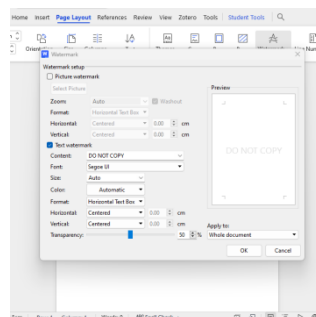 Home Insert Page Layout References Review View Zotero Tools Student Tools
Watermark
Watermark setup
Picture watermark
Select Picture
Preview
Zoom Auto Washout
Format: Horizontal Text Box
Horizontal Centered 0.00 cm
Vertical Centered 0.00 cm
Text watermark
Content: DO NOT COPY
DO NOT COPY
Font: Segoe UI
Size: Auto
Color: Automatic
Format: Horizontal Text Box
Horizontal Centered 0.00 cm
Vertical Centered 0.00 cm
Apply to:
Transparency: 50 %
Whole document
OK Cancel